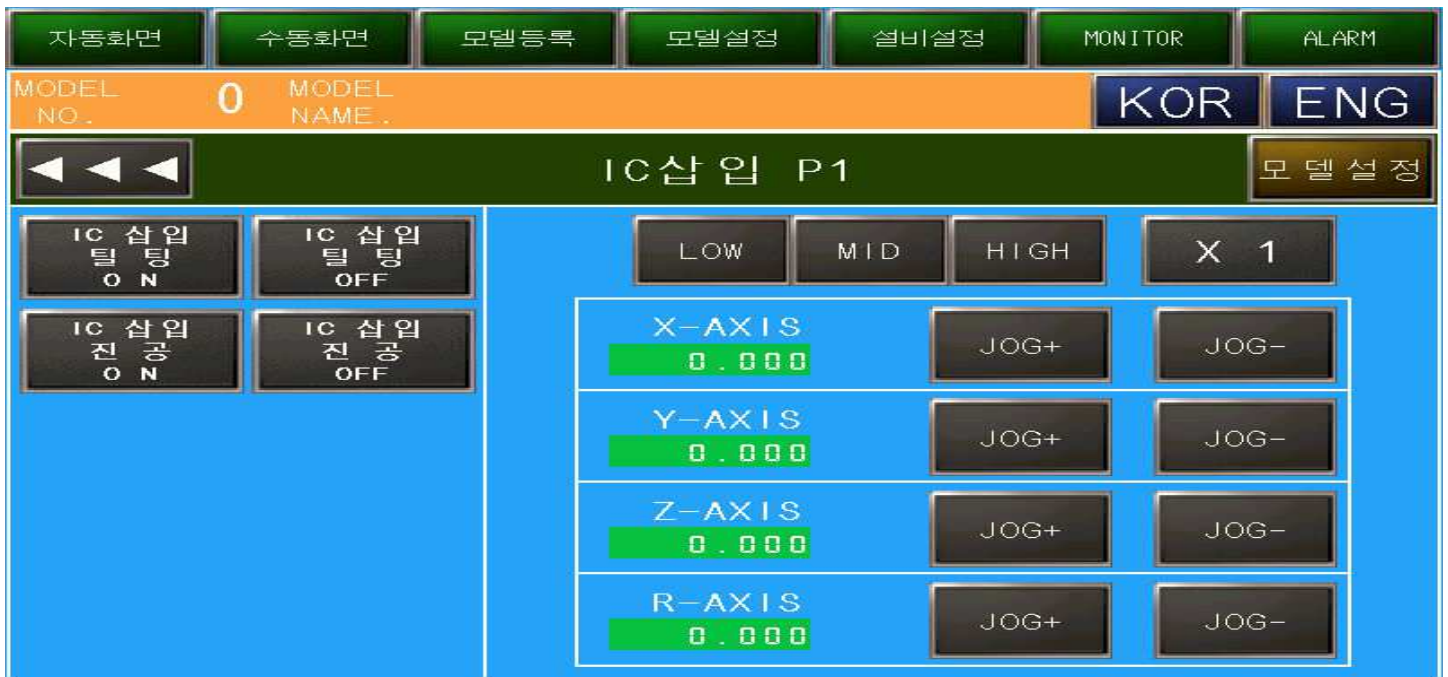 자동화면 수동화면 모델등록 모델설정 설비설정 MONITOR ALARM
MODEL NO. 0 MODEL NAME. KOR ENG
◀◀◀ IC삽입 P1 모델설정
IC 삽입 틸팅 ON
IC 삽입 틸팅 OFF
IC 삽입 진공 ON
IC 삽입 진공 OFF
LOW MID HIGH X 1
X-AXIS
0.000 JOG+ JOG-
Y-AXIS
0.000 JOG+ JOG-
Z-AXIS
0.000 JOG+ JOG-
R-AXIS
0.000 JOG+ JOG-